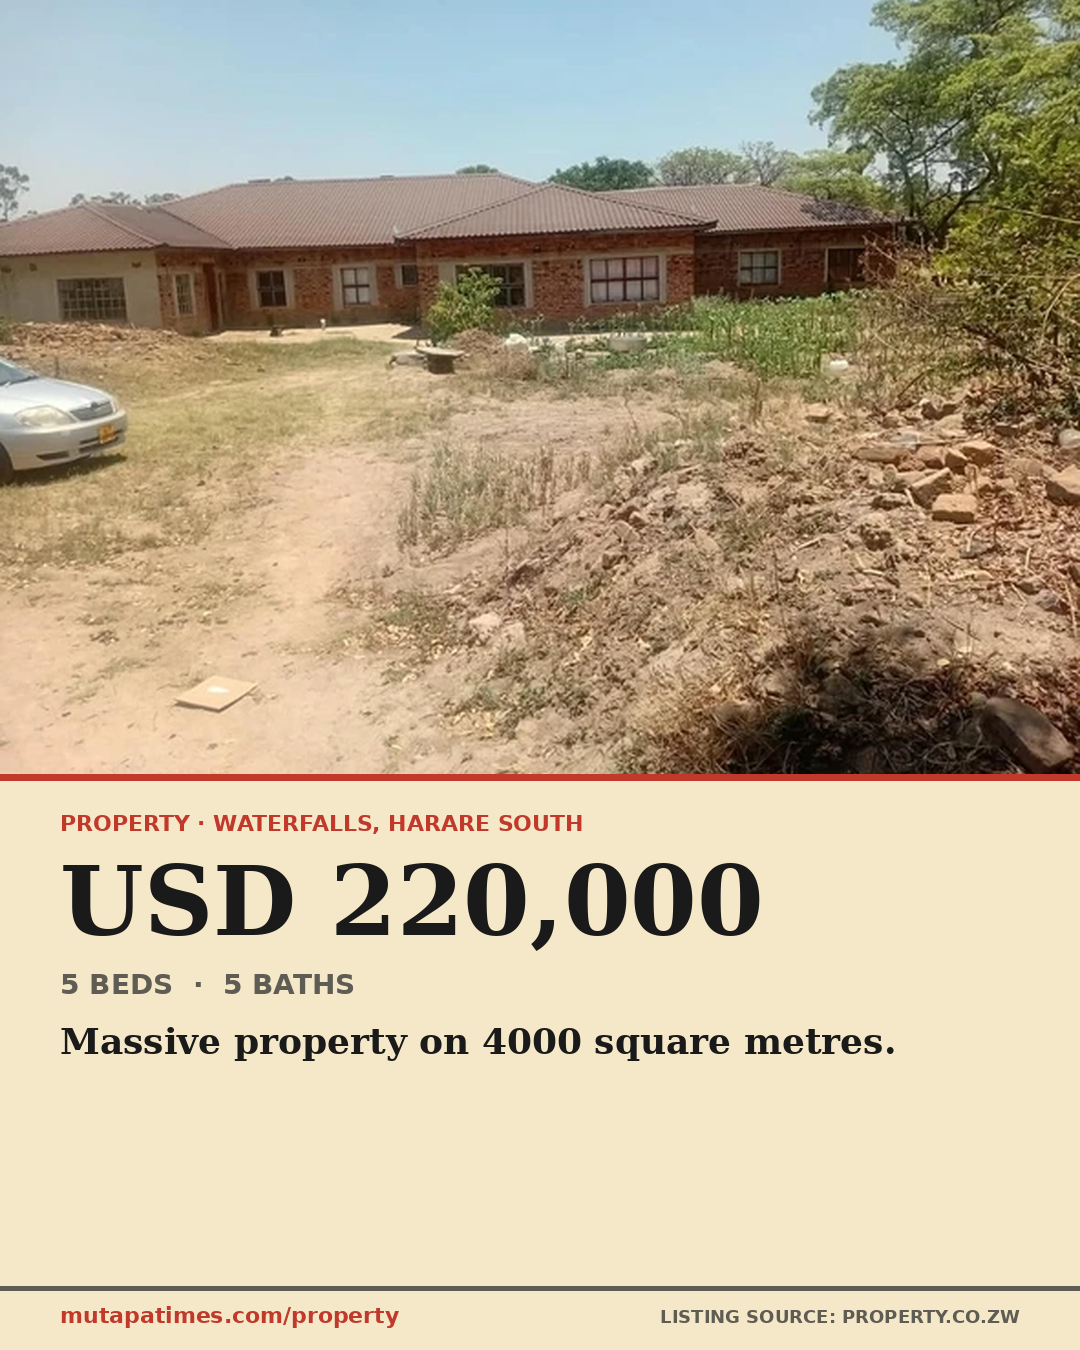 PROPERTY · WATERFALLS, HARARE SOUTH
USD 220,000
5 BEDS · 5 BATHS
Massive property on 4000 square metres.
mutapatimes.com/property
LISTING SOURCE: PROPERTY.CO.ZW